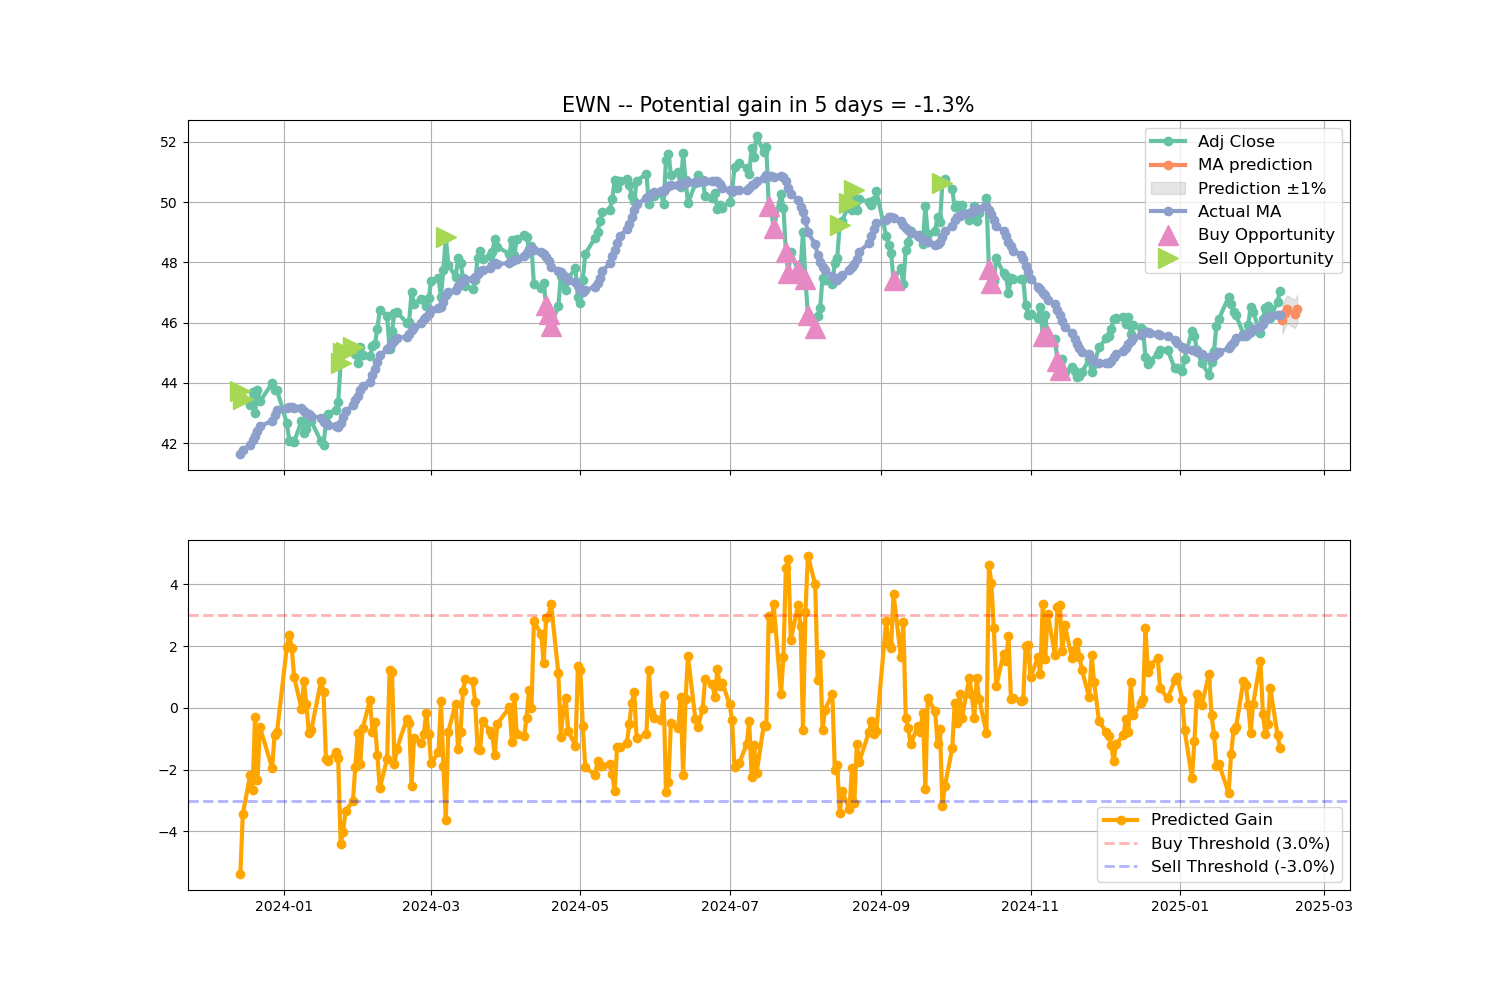 EWN -- Potential gain in 5 days = -1.3%
52
50
48
46
44
42
Adj Close
MA prediction
Prediction ±1%
Actual MA
Buy Opportunity
Sell Opportunity
4
2
0
−2
−4
Predicted Gain
Buy Threshold (3.0%)
Sell Threshold (-3.0%)
2024-01 2024-03 2024-05 2024-07 2024-09 2024-11 2025-01 2025-03